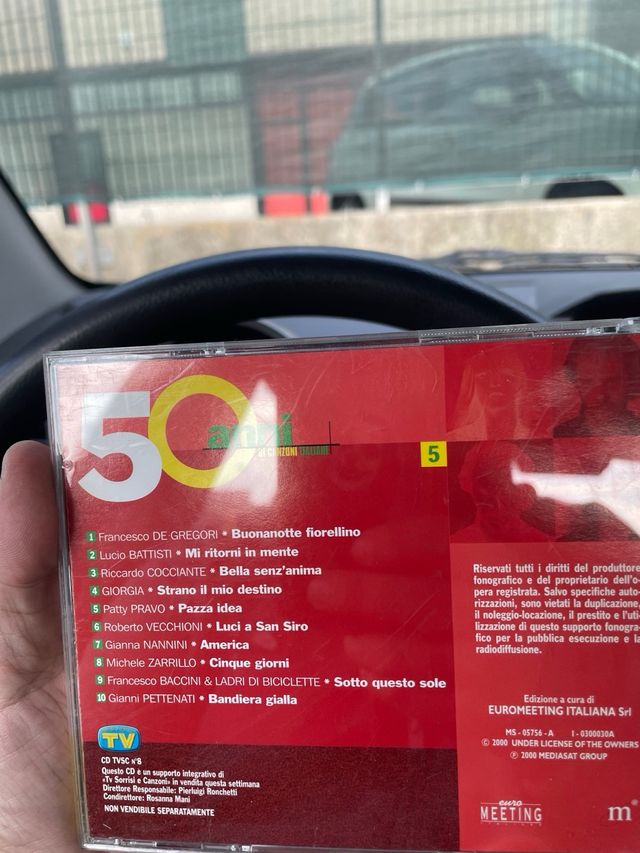 50
anni
DI CANZONI ITALIANE
5
1 Francesco DE GREGORI * Buonanotte fiorellino
2 Lucio BATTISTI * Mi ritorni in mente
3 Riccardo COCCIANTE * Bella senz'anima
4 GIORGIA * Strano il mio destino
5 Patty PRAVO * Pazza idea
6 Roberto VECCHIONI * Luci a San Siro
7 Gianna NANNINI * America
8 Michele ZARRILLO * Cinque giorni
9 Francesco BACCINI & LADRI DI BICICLETTE * Sotto questo sole
10 Gianni PETTENATI * Bandiera gialla
TV
CD TVSC n°8
Questo CD è un supporto integrativo di
«Tv Sorrisi e Canzoni» in vendita questa settimana
Direttore Responsabile: Pierluigi Ronchetti
Condirettore: Rosanna Mani
NON VENDIBILE SEPARATAMENTE
Riservati tutti i diritti del produttore
fonografico e del proprietario dell'o-
pera registrata. Salvo specifiche auto-
rizzazioni, sono vietati la duplicazione,
il noleggio-locazione, il prestito e l'uti-
lizzazione di questo supporto fonogra-
fico per la pubblica esecuzione e la
radiodiffusione.
Edizione a cura di
EUROMEETING ITALIANA Srl
MS - 05756 - A I - 0300030A
© 2000 UNDER LICENSE OF THE OWNERS
℗ 2000 MEDIASAT GROUP
euro
MEETING
m